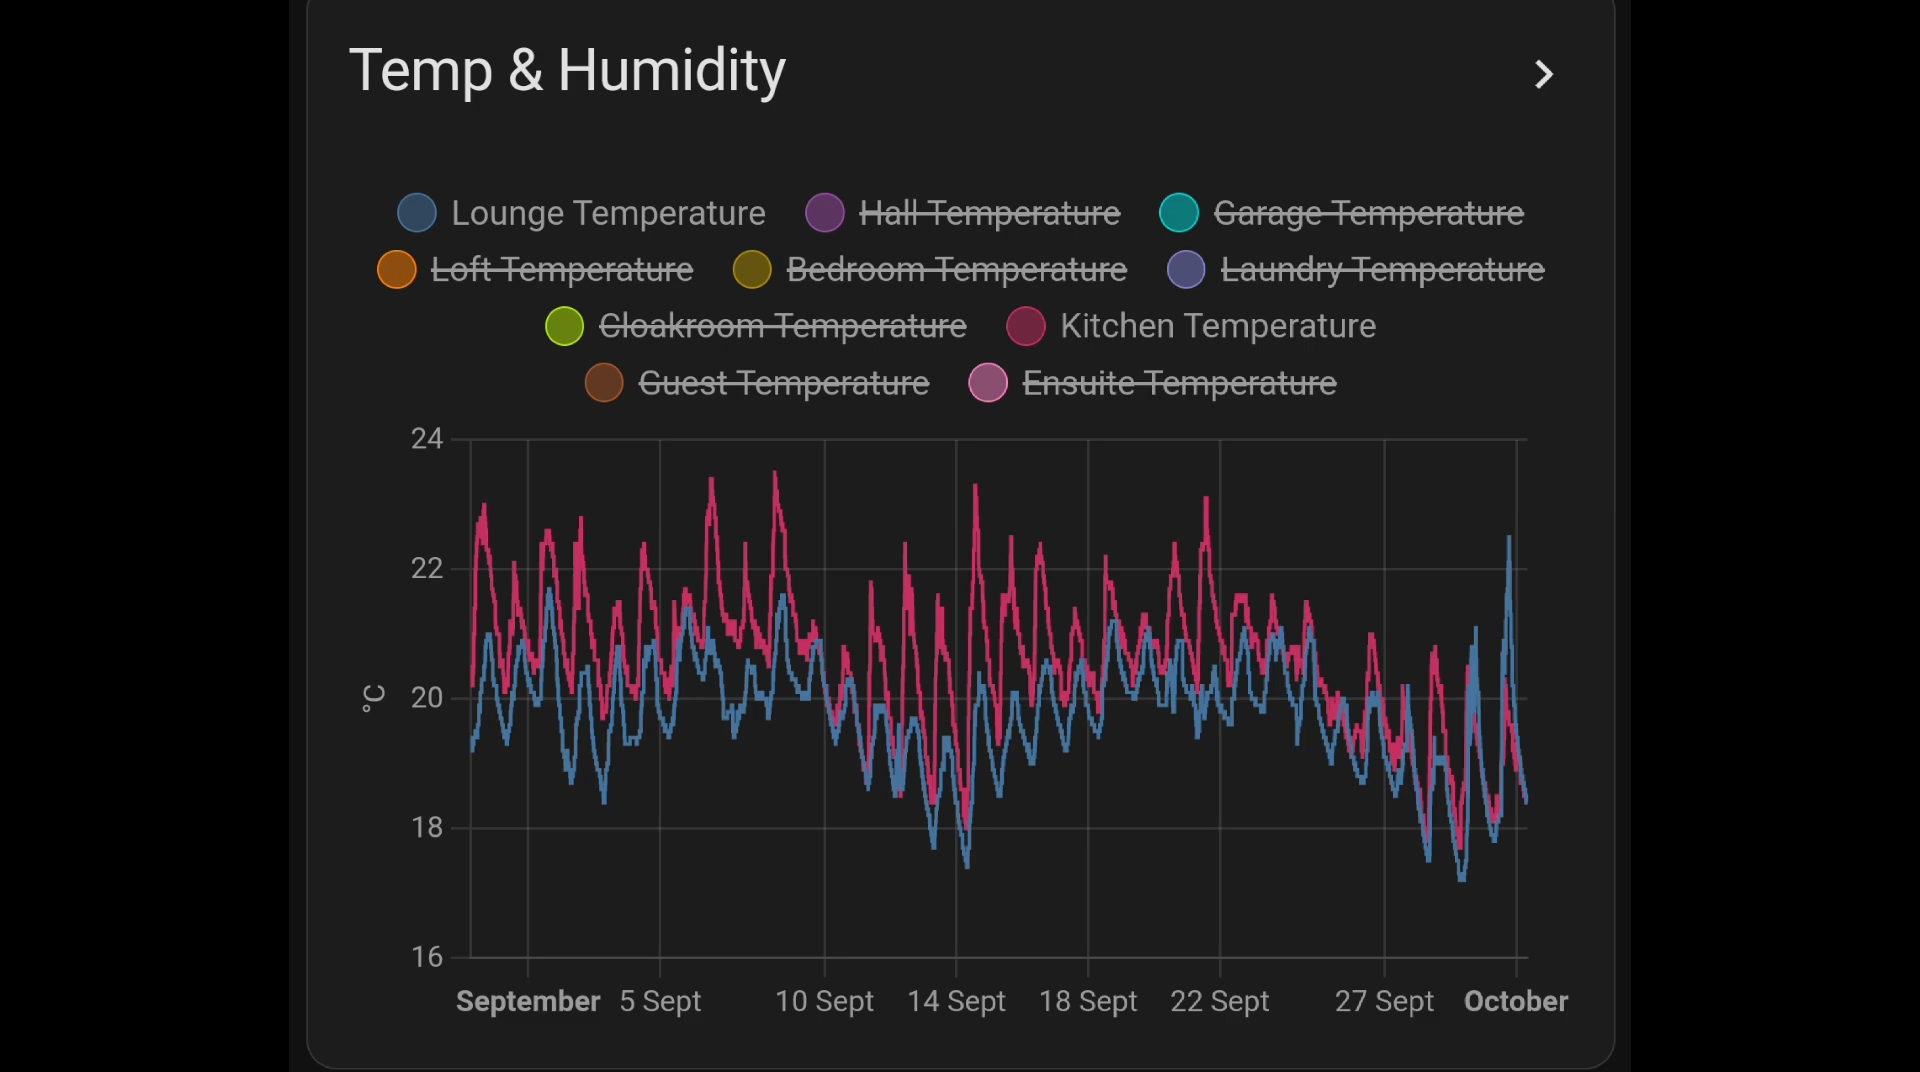 Temp & Humidity
Lounge Temperature Hall Temperature Garage Temperature
Loft Temperature Bedroom Temperature Laundry Temperature
Cloakroom Temperature Kitchen Temperature
Guest Temperature Ensuite Temperature
24
22
°C
20
18
16
September 5 Sept 10 Sept 14 Sept 18 Sept 22 Sept 27 Sept October